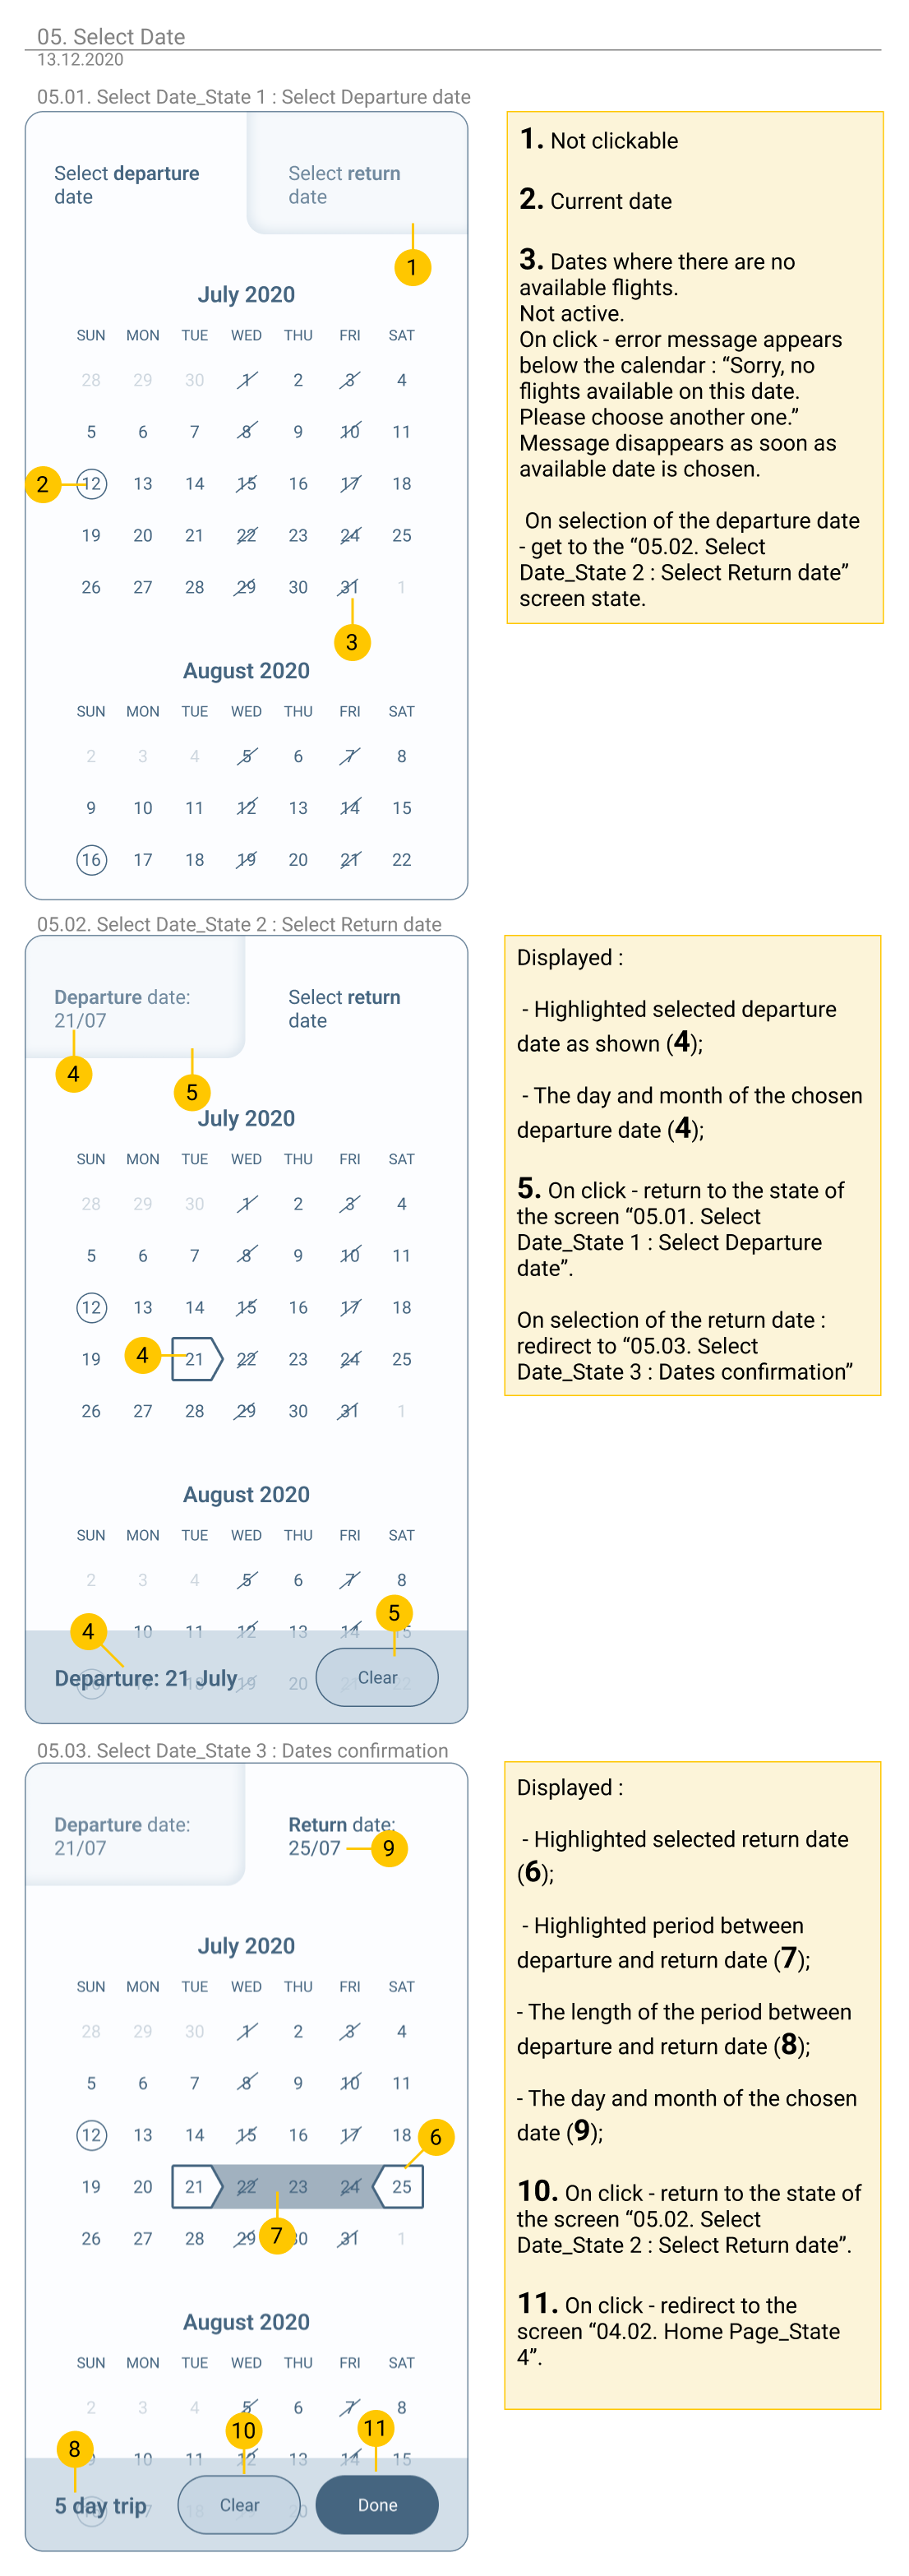 05. Select Date
13.12.2020
05.01. Select Date_State 1 : Select Departure date
Select departure
date
Select return
date
1
July 2020
SUN MON TUE WED THU FRI SAT
28 29 30 1 2 3 4
5 6 7 8 9 10 11
2
12 13 14 15 16 17 18
19 20 21 22 23 24 25
26 27 28 29 30 31 1
3
August 2020
SUN MON TUE WED THU FRI SAT
2 3 4 5 6 7 8
9 10 11 12 13 14 15
16 17 18 19 20 21 22
1. Not clickable
2. Current date
3. Dates where there are no
available flights.
Not active.
On click - error message appears
below the calendar : “Sorry, no
flights available on this date.
Please choose another one.”
Message disappears as soon as
available date is chosen.
On selection of the departure date
- get to the “05.02. Select
Date_State 2 : Select Return date”
screen state.
05.02. Select Date_State 2 : Select Return date
Departure date:
21/07
Select return
date
4
5
July 2020
SUN MON TUE WED THU FRI SAT
28 29 30 1 2 3 4
5 6 7 8 9 10 11
12 13 14 15 16 17 18
19 4 21 22 23 24 25
26 27 28 29 30 31 1
August 2020
SUN MON TUE WED THU FRI SAT
2 3 4 5 6 7 8
5
4 10 11 12 13 14 15
Departure: 21 July
16 17 18 19 20 21 22
Clear
Displayed :
- Highlighted selected departure
date as shown (4);
- The day and month of the chosen
departure date (4);
5. On click - return to the state of
the screen “05.01. Select
Date_State 1 : Select Departure
date”.
On selection of the return date :
redirect to “05.03. Select
Date_State 3 : Dates confirmation”
05.03. Select Date_State 3 : Dates confirmation
Departure date:
21/07
Return date:
25/07
9
July 2020
SUN MON TUE WED THU FRI SAT
28 29 30 1 2 3 4
5 6 7 8 9 10 11
12 13 14 15 16 17 18
6
19 20 21 22 23 24 25
26 27 28 29 7 30 31 1
August 2020
SUN MON TUE WED THU FRI SAT
2 3 4 5 6 7 8
10
11
8
9 10 11 12 13 14 15
5 day trip
Clear
Done
Displayed :
- Highlighted selected return date
(6);
- Highlighted period between
departure and return date (7);
- The length of the period between
departure and return date (8);
- The day and month of the chosen
date (9);
10. On click - return to the state of
the screen “05.02. Select
Date_State 2 : Select Return date”.
11. On click - redirect to the
screen “04.02. Home Page_State
4”.